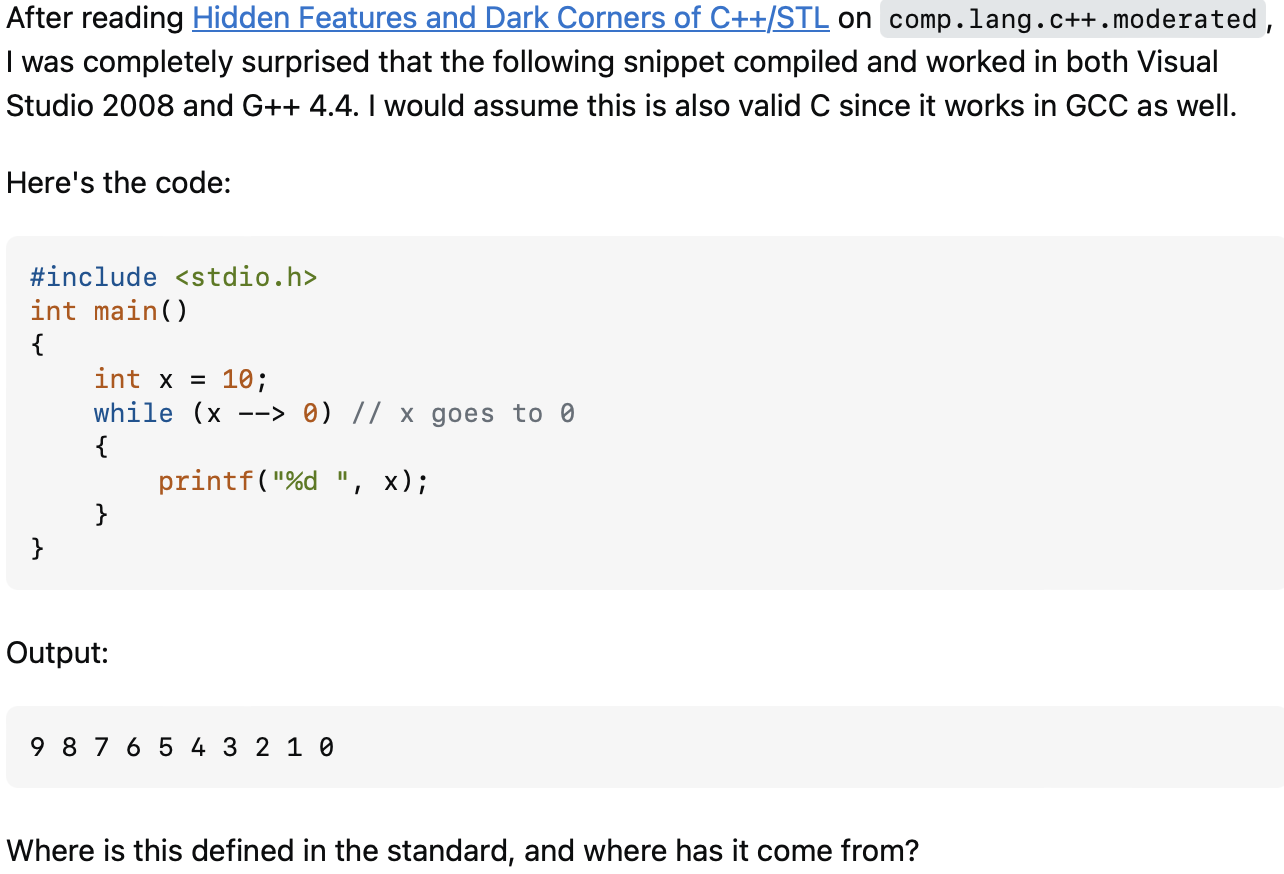 After reading Hidden Features and Dark Corners of C++/STL on comp.lang.c++.moderated,
I was completely surprised that the following snippet compiled and worked in both Visual
Studio 2008 and G++ 4.4. I would assume this is also valid C since it works in GCC as well.
Here's the code:
#include <stdio.h>
int main()
{
    int x = 10;
    while (x --> 0) // x goes to 0
    {
        printf("%d ", x);
    }
}
Output:
9 8 7 6 5 4 3 2 1 0
Where is this defined in the standard, and where has it come from?